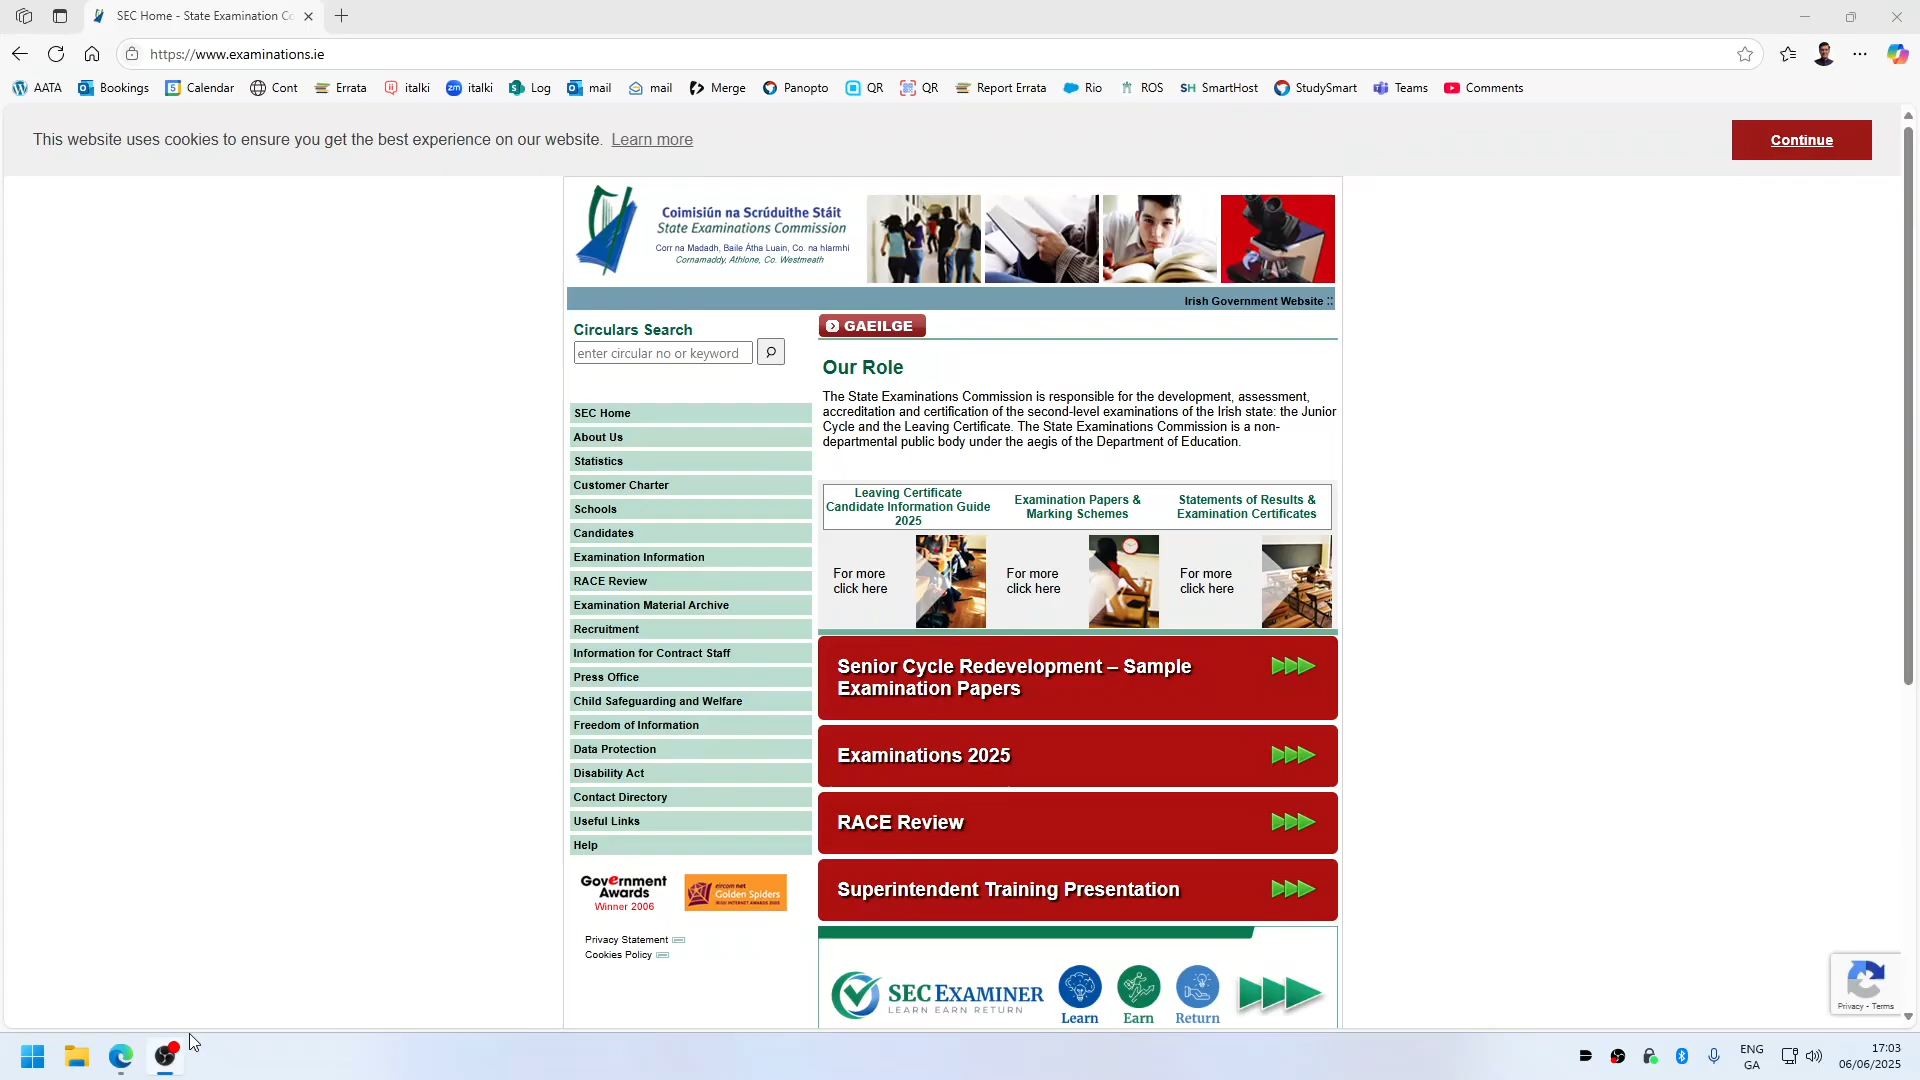 SEC Home - State Examination Co
https://www.examinations.ie
AATA Bookings Calendar Cont Errata italki italki Log mail mail Merge Panopto QR QR Report Errata Rio ROS SmartHost StudySmart Teams Comments
This website uses cookies to ensure you get the best experience on our website. Learn more
Continue
Coimisiún na Scrúduithe Stáit
State Examinations Commission
Corr na Madadh, Baile Átha Luain, Co. na hIarmhí
Cornamaddy, Athlone, Co. Westmeath
Irish Government Website ::
Circulars Search
enter circular no or keyword
SEC Home
About Us
Statistics
Customer Charter
Schools
Candidates
Examination Information
RACE Review
Examination Material Archive
Recruitment
Information for Contract Staff
Press Office
Child Safeguarding and Welfare
Freedom of Information
Data Protection
Disability Act
Contact Directory
Useful Links
Help
Government
Awards
Winner 2006
eircom net
Golden Spiders
Privacy Statement
Cookies Policy
GAEILGE
Our Role
The State Examinations Commission is responsible for the development, assessment,
accreditation and certification of the second-level examinations of the Irish state: the Junior
Cycle and the Leaving Certificate. The State Examinations Commission is a non-
departmental public body under the aegis of the Department of Education.
Leaving Certificate
Candidate Information Guide
2025
Examination Papers &
Marking Schemes
Statements of Results &
Examination Certificates
For more
click here
For more
click here
For more
click here
Senior Cycle Redevelopment – Sample
Examination Papers
Examinations 2025
RACE Review
Superintendent Training Presentation
SEC EXAMINER
LEARN EARN RETURN
Learn
Earn
Return
Privacy - Terms
ENG
GA
17:03
06/06/2025